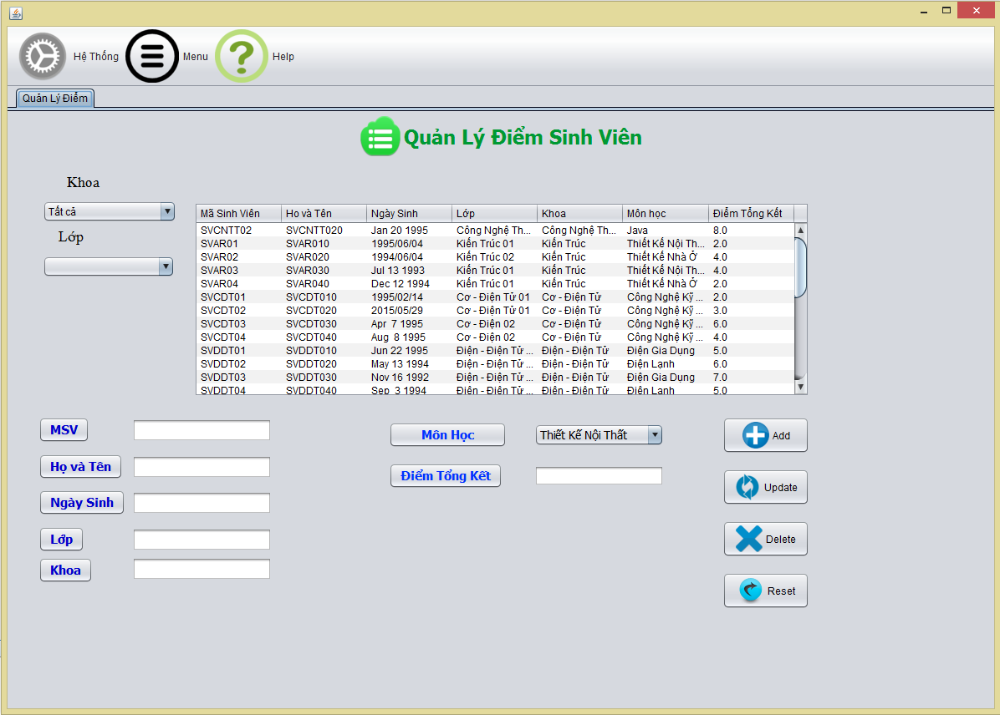 Hệ Thống Menu Help
Quản Lý Điểm
Quản Lý Điểm Sinh Viên
Khoa
Tất cả
Lớp
Mã Sinh Viên Họ và Tên Ngày Sinh Lớp Khoa Môn học Điểm Tổng Kết
SVCNTT02 SVCNTT020 Jan 20 1995 Công Nghệ Th... Công Nghệ Th... Java 8.0
SVAR01 SVAR010 1995/06/04 Kiến Trúc 01 Kiến Trúc Thiết Kế Nội Th... 2.0
SVAR02 SVAR020 1994/06/04 Kiến Trúc 02 Kiến Trúc Thiết Kế Nhà Ở 4.0
SVAR03 SVAR030 Jul 13 1993 Kiến Trúc 01 Kiến Trúc Thiết Kế Nội Th... 4.0
SVAR04 SVAR040 Dec 12 1994 Kiến Trúc 01 Kiến Trúc Thiết Kế Nhà Ở 2.0
SVCDT01 SVCDT010 1995/02/14 Cơ - Điện Tử 01 Cơ - Điện Tử Công Nghệ Kỹ ... 2.0
SVCDT02 SVCDT020 2015/05/29 Cơ - Điện Tử 01 Cơ - Điện Tử Công Nghệ Kỹ ... 3.0
SVCDT03 SVCDT030 Apr 7 1995 Cơ - Điện 02 Cơ - Điện Tử Công Nghệ Kỹ ... 6.0
SVCDT04 SVCDT040 Aug 8 1995 Cơ - Điện 02 Cơ - Điện Tử Công Nghệ Kỹ ... 4.0
SVDDT01 SVDDT010 Jun 22 1995 Điện - Điện Tử ... Điện - Điện Tử Điện Gia Dụng 5.0
SVDDT02 SVDDT020 May 13 1994 Điện - Điện Tử ... Điện - Điện Tử Điện Lạnh 6.0
SVDDT03 SVDDT030 Nov 16 1992 Điện - Điện Tử ... Điện - Điện Tử Điện Gia Dụng 7.0
SVDDT04 SVDDT040 Sep 3 1994 Điện - Điện Tử ... Điện - Điện Tử Điện Lạnh 5.0
MSV Môn Học Thiết Kế Nội Thất Add
Họ và Tên Điểm Tổng Kết
Ngày Sinh Update
Lớp Delete
Khoa
Reset